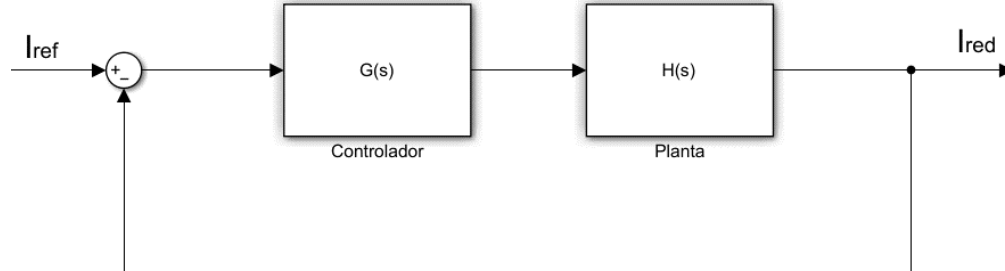 Iref
+
−
G(s)
H(s)
Ired
Controlador
Planta